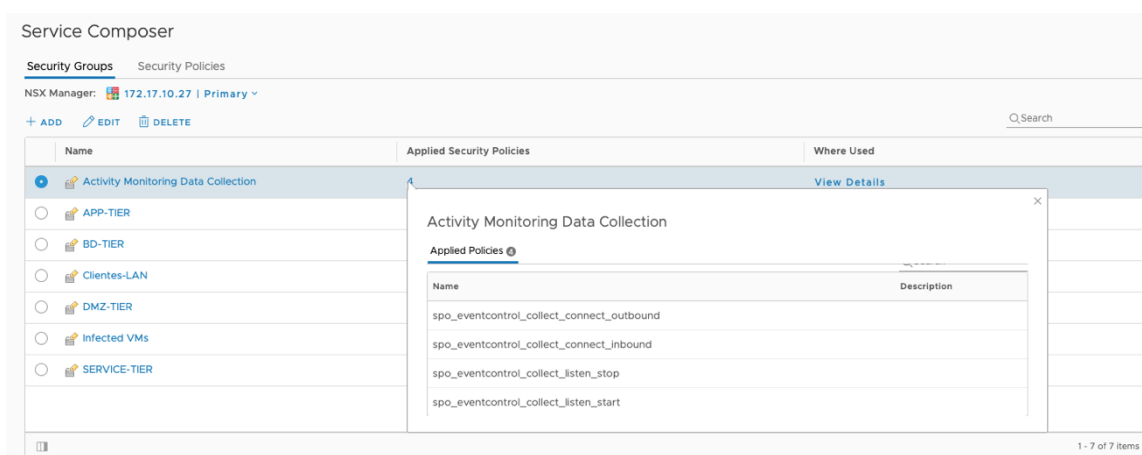 Service Composer
Security Groups Security Policies
NSX Manager: 172.17.10.27 | Primary
+ ADD EDIT DELETE
Search
Name Applied Security Policies Where Used
Activity Monitoring Data Collection 4 View Details
APP-TIER
BD-TIER
Clientes-LAN
DMZ-TIER
Infected VMs
SERVICE-TIER
Activity Monitoring Data Collection
Applied Policies 4
Name Description
spo_eventcontrol_collect_connect_outbound
spo_eventcontrol_collect_connect_inbound
spo_eventcontrol_collect_listen_stop
spo_eventcontrol_collect_listen_start
1 - 7 of 7 items